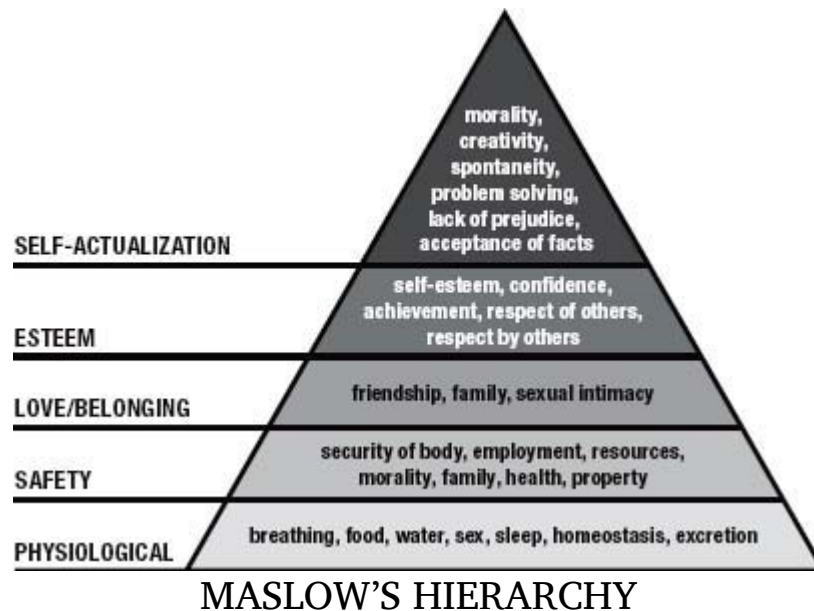 morality,
creativity,
spontaneity,
problem solving,
lack of prejudice,
acceptance of facts
SELF-ACTUALIZATION
self-esteem, confidence,
achievement, respect of others,
respect by others
ESTEEM
friendship, family, sexual intimacy
LOVE/BELONGING
security of body, employment, resources,
morality, family, health, property
SAFETY
breathing, food, water, sex, sleep, homeostasis, excretion
PHYSIOLOGICAL
MASLOW'S HIERARCHY